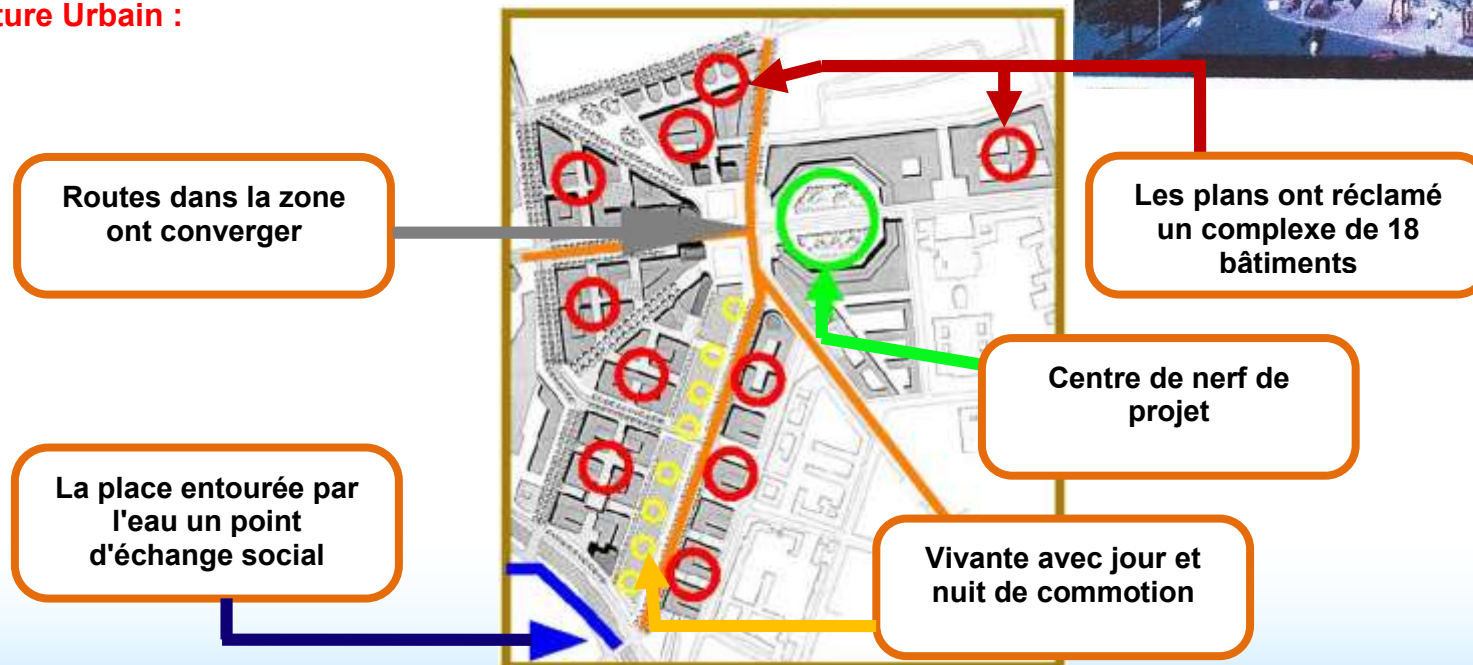 ture Urbain :
Routes dans la zone
ont converger
Les plans ont réclamé
un complexe de 18
bâtiments
Centre de nerf de
projet
La place entourée par
l'eau un point
d'échange social
Vivante avec jour et
nuit de commotion